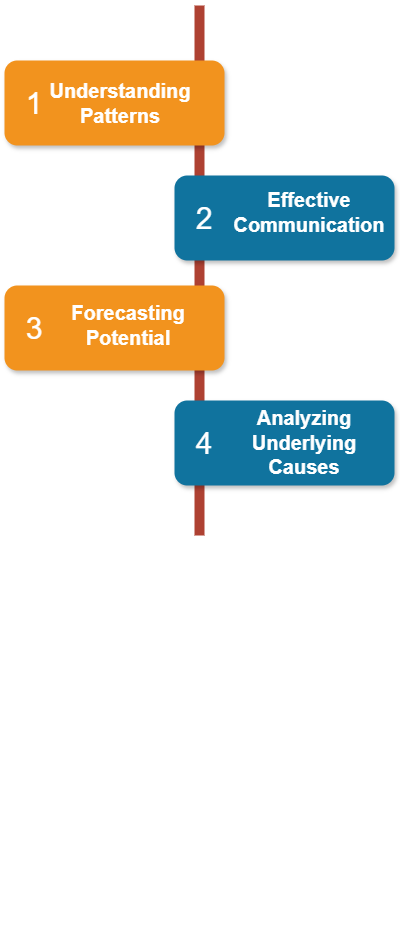 1
Understanding
Patterns
2
Effective
Communication
3
Forecasting
Potential
4
Analyzing
Underlying
Causes